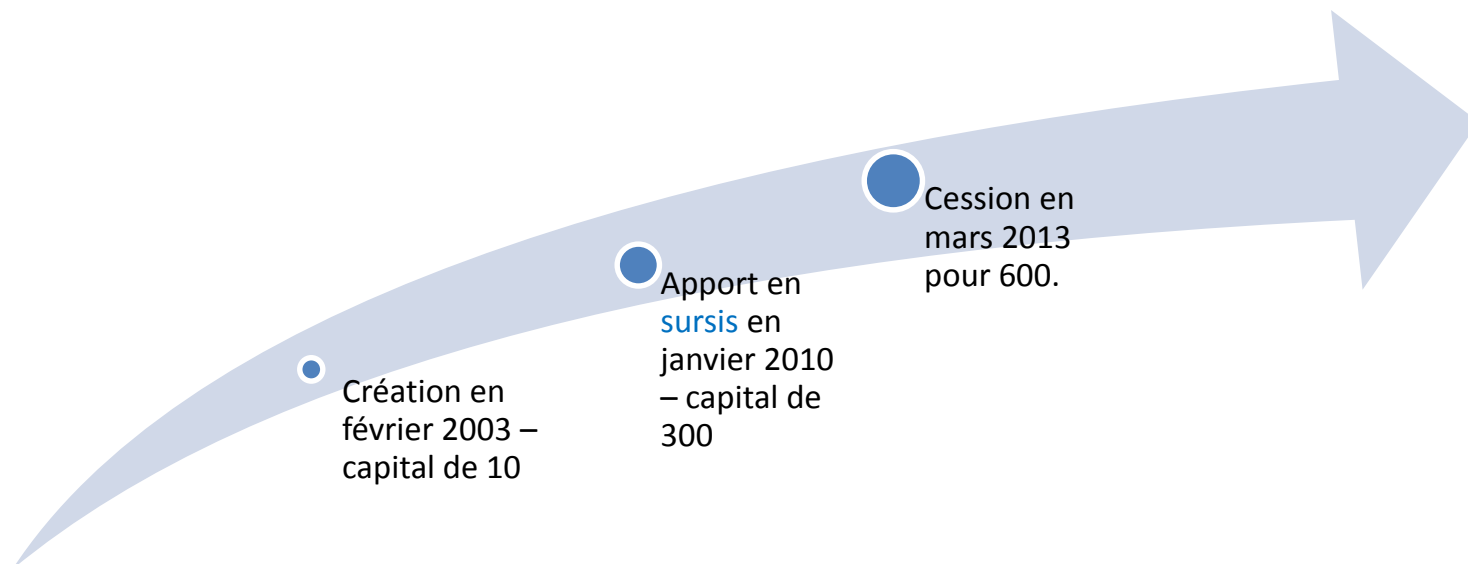 Création en
février 2003 –
capital de 10
Apport en
sursis en
janvier 2010
– capital de
300
Cession en
mars 2013
pour 600.